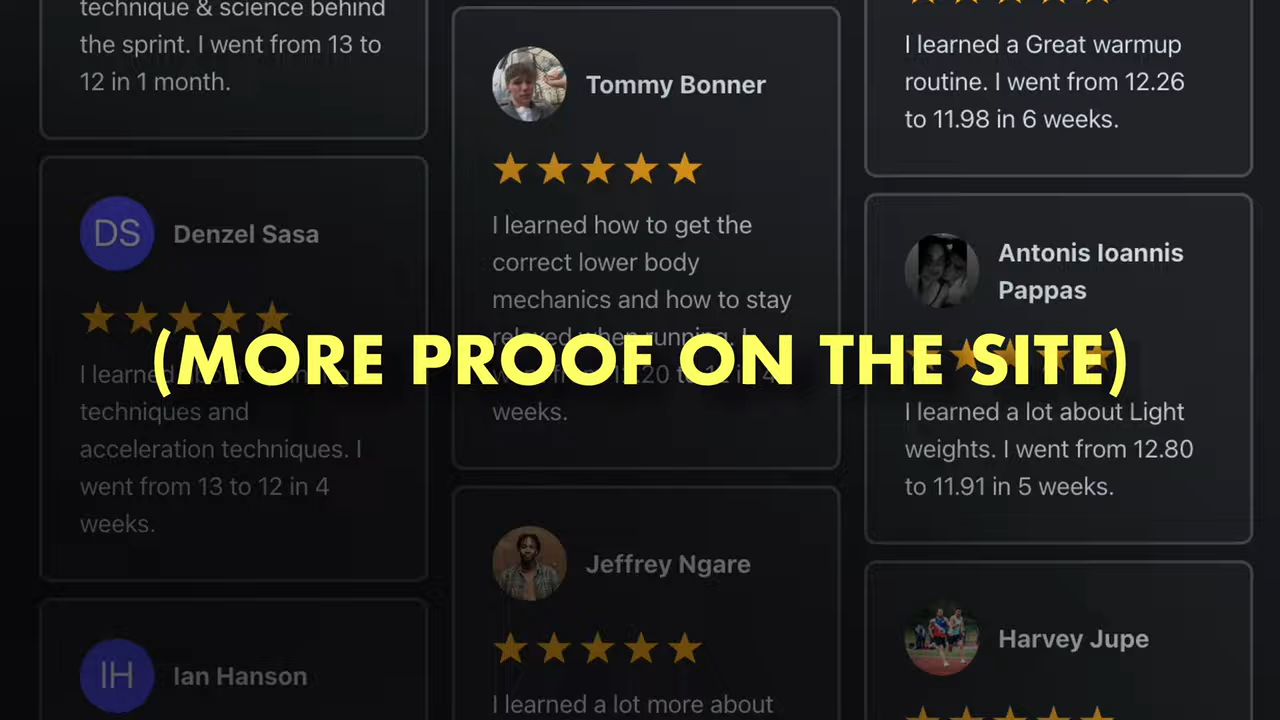 technique & science behind
the sprint. I went from 13 to
12 in 1 month.
DS
Denzel Sasa
I learned
techniques and
acceleration techniques. I
went from 13 to 12 in 4
weeks.
IH
Ian Hanson
Tommy Bonner
I learned how to get the
correct lower body
mechanics and how to stay
relaxed when running. I
weeks.
Jeffrey Ngare
I learned a lot more about
I learned a Great warmup
routine. I went from 12.26
to 11.98 in 6 weeks.
Antonis Ioannis
Pappas
I learned a lot about Light
weights. I went from 12.80
to 11.91 in 5 weeks.
Harvey Jupe
(MORE PROOF ON THE SITE)